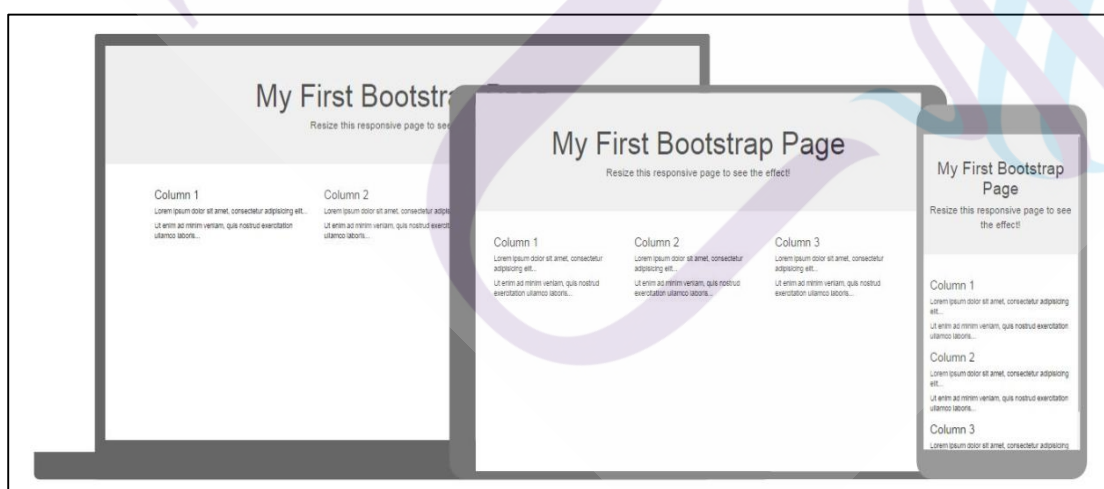 My First Bootstra
Resize this responsive page to see
Column 1
Lorem ipsum dolor sit amet, consectetur adipisicing elit...
Ut enim ad minim veniam, quis nostrud exercitation
ullamco laboris...
Column 2
Lorem ipsum dolor sit amet, consectetur
Ut enim ad minim veniam, quis nostrud
ullamco laboris...
My First Bootstrap Page
Resize this responsive page to see the effect!
Column 1
Lorem ipsum dolor sit amet, consectetur
adipisicing elit...
Ut enim ad minim veniam, quis nostrud
exercitation ullamco laboris...
Column 2
Lorem ipsum dolor sit amet, consectetur
adipisicing elit...
Ut enim ad minim veniam, quis nostrud
exercitation ullamco laboris...
Column 3
Lorem ipsum dolor sit amet, consectetur
adipisicing elit...
Ut enim ad minim veniam, quis nostrud
exercitation ullamco laboris...
My First Bootstrap
Page
Resize this responsive page to see
the effect!
Column 1
Lorem ipsum dolor sit amet, consectetur adipisicing
elit...
Ut enim ad minim veniam, quis nostrud exercitation
ullamco laboris...
Column 2
Lorem ipsum dolor sit amet, consectetur adipisicing
elit...
Ut enim ad minim veniam, quis nostrud exercitation
ullamco laboris...
Column 3
Lorem ipsum dolor sit amet, consectetur adipisicing